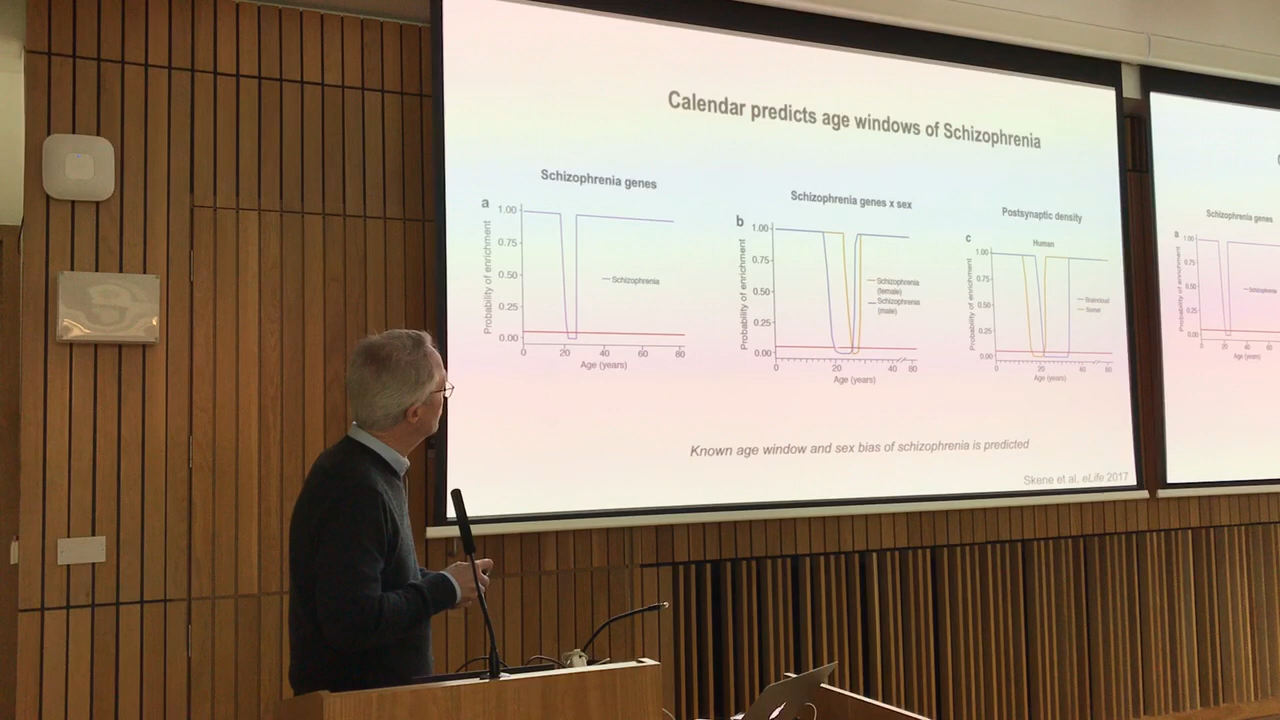 Calendar predicts age windows of Schizophrenia
Schizophrenia genes
a
Probability of enrichment
1.00
0.75
0.50
0.25
0.00
Schizophrenia
0
20
40
60
80
Age (years)
Schizophrenia genes x sex
b
Probability of enrichment
1.00
0.75
0.50
0.25
0.00
Schizophrenia
(female)
Schizophrenia
(male)
0
20
40
80
Age (years)
Postsynaptic density
c
Human
Probability of enrichment
1.00
0.75
0.50
0.25
0.00
Braincloud
Somel
0
20
40
60
Age (years)
Known age window and sex bias of schizophrenia is predicted
Skene et al, eLife 2017
Schizophrenia genes
a
Probability of enrichment
1.00
0.75
0.50
0.25
0.00
Schizophrenia
0
20
40
60
Age (years)